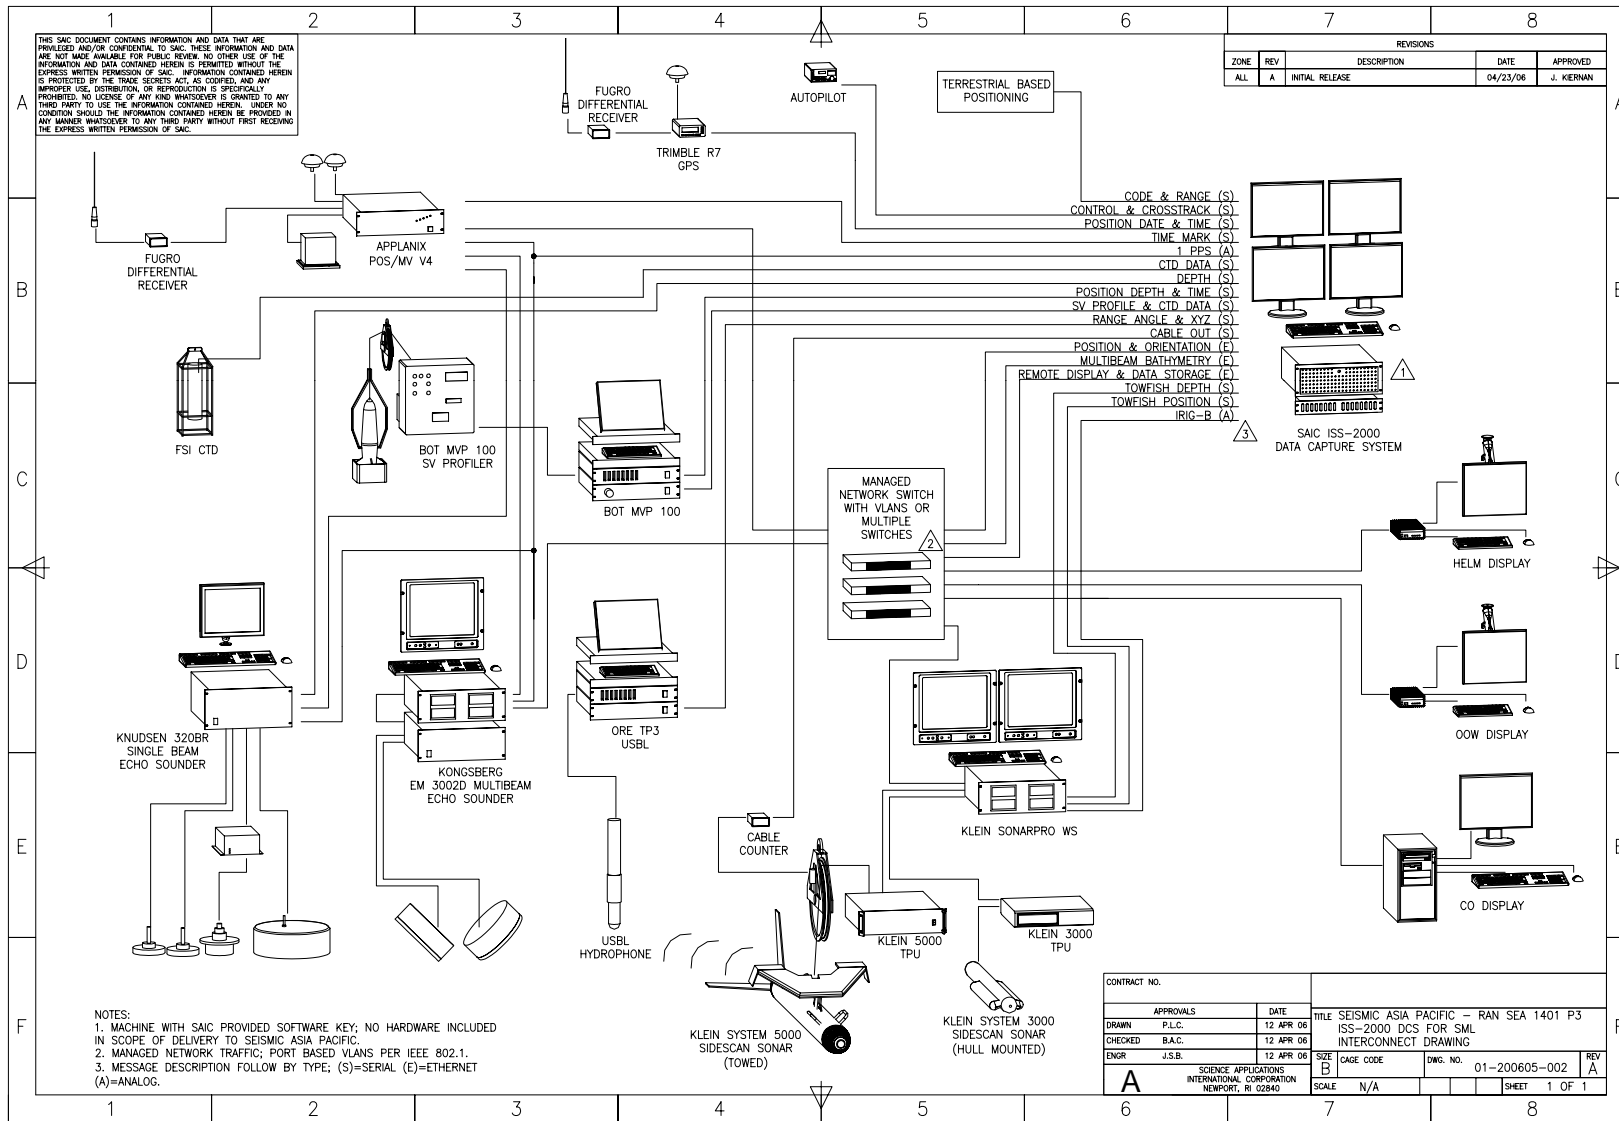 1 2 3 4 5 6 7 8
THIS SAIC DOCUMENT CONTAINS INFORMATION AND DATA THAT ARE
PRIVILEGED AND/OR CONFIDENTIAL TO SAIC. THESE INFORMATION AND DATA
ARE NOT MADE AVAILABLE FOR PUBLIC REVIEW. NO OTHER USE OF THE
INFORMATION AND DATA CONTAINED HEREIN IS PERMITTED WITHOUT THE
EXPRESS WRITTEN PERMISSION OF SAIC. INFORMATION CONTAINED HEREIN
IS PROTECTED BY THE TRADE SECRETS ACT, AS CODIFIED, AND ANY
IMPROPER USE, DISTRIBUTION, OR REPRODUCTION IS SPECIFICALLY
PROHIBITED. NO LICENSE OF ANY KIND WHATSOEVER IS GRANTED TO ANY
THIRD PARTY TO USE THE INFORMATION CONTAINED HEREIN. UNDER NO
CONDITION SHOULD THE INFORMATION CONTAINED HEREIN BE PROVIDED IN
ANY MANNER WHATSOEVER TO ANY THIRD PARTY WITHOUT FIRST RECEIVING
THE EXPRESS WRITTEN PERMISSION OF SAIC.
REVISIONS
ZONE REV DESCRIPTION DATE APPROVED
ALL A INITIAL RELEASE 04/23/06 J. KIERNAN
A A
FUGRO
DIFFERENTIAL
RECEIVER
TRIMBLE R7
GPS
AUTOPILOT
TERRESTRIAL BASED
POSITIONING
CODE & RANGE (S)
CONTROL & CROSSTRACK (S)
POSITION DATE & TIME (S)
TIME MARK (S)
1 PPS (A)
CTD DATA (S)
DEPTH (S)
POSITION DEPTH & TIME (S)
SV PROFILE & CTD DATA (S)
RANGE ANGLE & XYZ (S)
CABLE OUT (S)
POSITION & ORIENTATION (E)
MULTIBEAM BATHYMETRY (E)
REMOTE DISPLAY & DATA STORAGE (E)
TOWFISH DEPTH (S)
TOWFISH POSITION (S)
IRIG-B (A)
3
1
SAIC ISS-2000
DATA CAPTURE SYSTEM
FUGRO
DIFFERENTIAL
RECEIVER
APPLANIX
POS/MV V4
B B
FSI CTD
BOT MVP 100
SV PROFILER
BOT MVP 100
C C
MANAGED
NETWORK SWITCH
WITH VLANS OR
MULTIPLE
SWITCHES
2
HELM DISPLAY
D D
KNUDSEN 320BR
SINGLE BEAM
ECHO SOUNDER
KONGSBERG
EM 3002D MULTIBEAM
ECHO SOUNDER
ORE TP3
USBL
OOW DISPLAY
KLEIN SONARPRO WS
CABLE
COUNTER
E E
CO DISPLAY
USBL
HYDROPHONE
KLEIN 5000
TPU
KLEIN 3000
TPU
F F
KLEIN SYSTEM 5000
SIDESCAN SONAR
(TOWED)
KLEIN SYSTEM 3000
SIDESCAN SONAR
(HULL MOUNTED)
NOTES:
1. MACHINE WITH SAIC PROVIDED SOFTWARE KEY; NO HARDWARE INCLUDED
IN SCOPE OF DELIVERY TO SEISMIC ASIA PACIFIC.
2. MANAGED NETWORK TRAFFIC; PORT BASED VLANS PER IEEE 802.1.
3. MESSAGE DESCRIPTION FOLLOW BY TYPE; (S)=SERIAL (E)=ETHERNET
(A)=ANALOG.
CONTRACT NO.
APPROVALS DATE
DRAWN P.L.C. 12 APR 06
CHECKED B.A.C. 12 APR 06
ENGR J.S.B. 12 APR 06
A
SCIENCE APPLICATIONS
INTERNATIONAL CORPORATION
NEWPORT, RI 02840
TITLE SEISMIC ASIA PACIFIC - RAN SEA 1401 P3
ISS-2000 DCS FOR SML
INTERCONNECT DRAWING
SIZE B CAGE CODE DWG. NO. 01-200605-002 REV A
SCALE N/A SHEET 1 OF 1
1 2 3 4 5 6 7 8